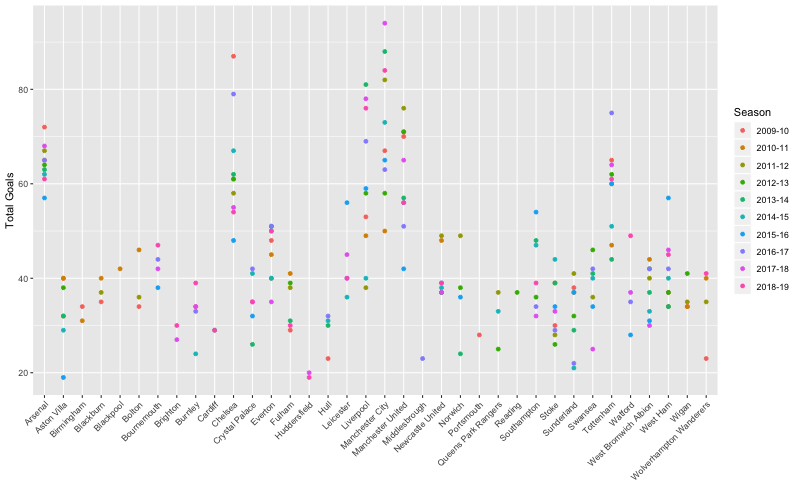 Total Goals
80
60
40
20
Arsenal
Aston Villa
Birmingham
Blackburn
Blackpool
Bolton
Bournemouth
Brighton
Burnley
Cardiff
Chelsea
Crystal Palace
Everton
Fulham
Huddersfield
Hull
Leicester
Liverpool
Manchester City
Manchester United
Middlesbrough
Newcastle United
Norwich
Portsmouth
Queens Park Rangers
Reading
Southampton
Stoke
Sunderland
Swansea
Tottenham
Watford
West Bromwich Albion
West Ham
Wigan
Wolverhampton Wanderers
Season
2009-10
2010-11
2011-12
2012-13
2013-14
2014-15
2015-16
2016-17
2017-18
2018-19